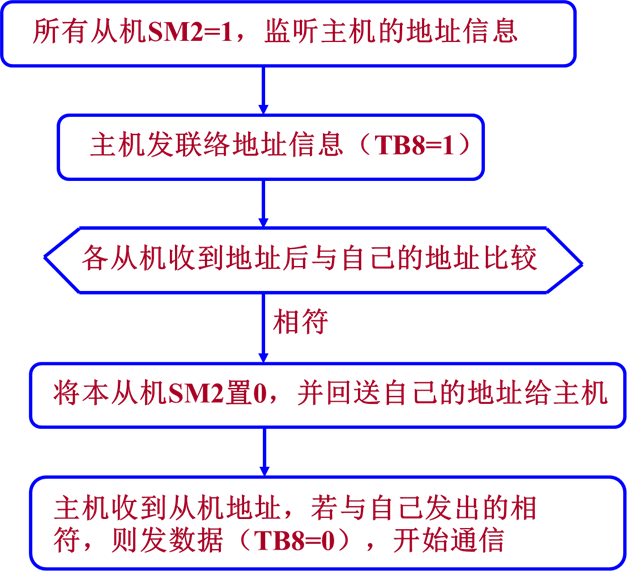 所有从机SM2=1，监听主机的地址信息
主机发联络地址信息（TB8=1）
各从机收到地址后与自己的地址比较
相符
将本从机SM2置0，并回送自己的地址给主机
主机收到从机地址，若与自己发出的相
符，则发数据（TB8=0），开始通信